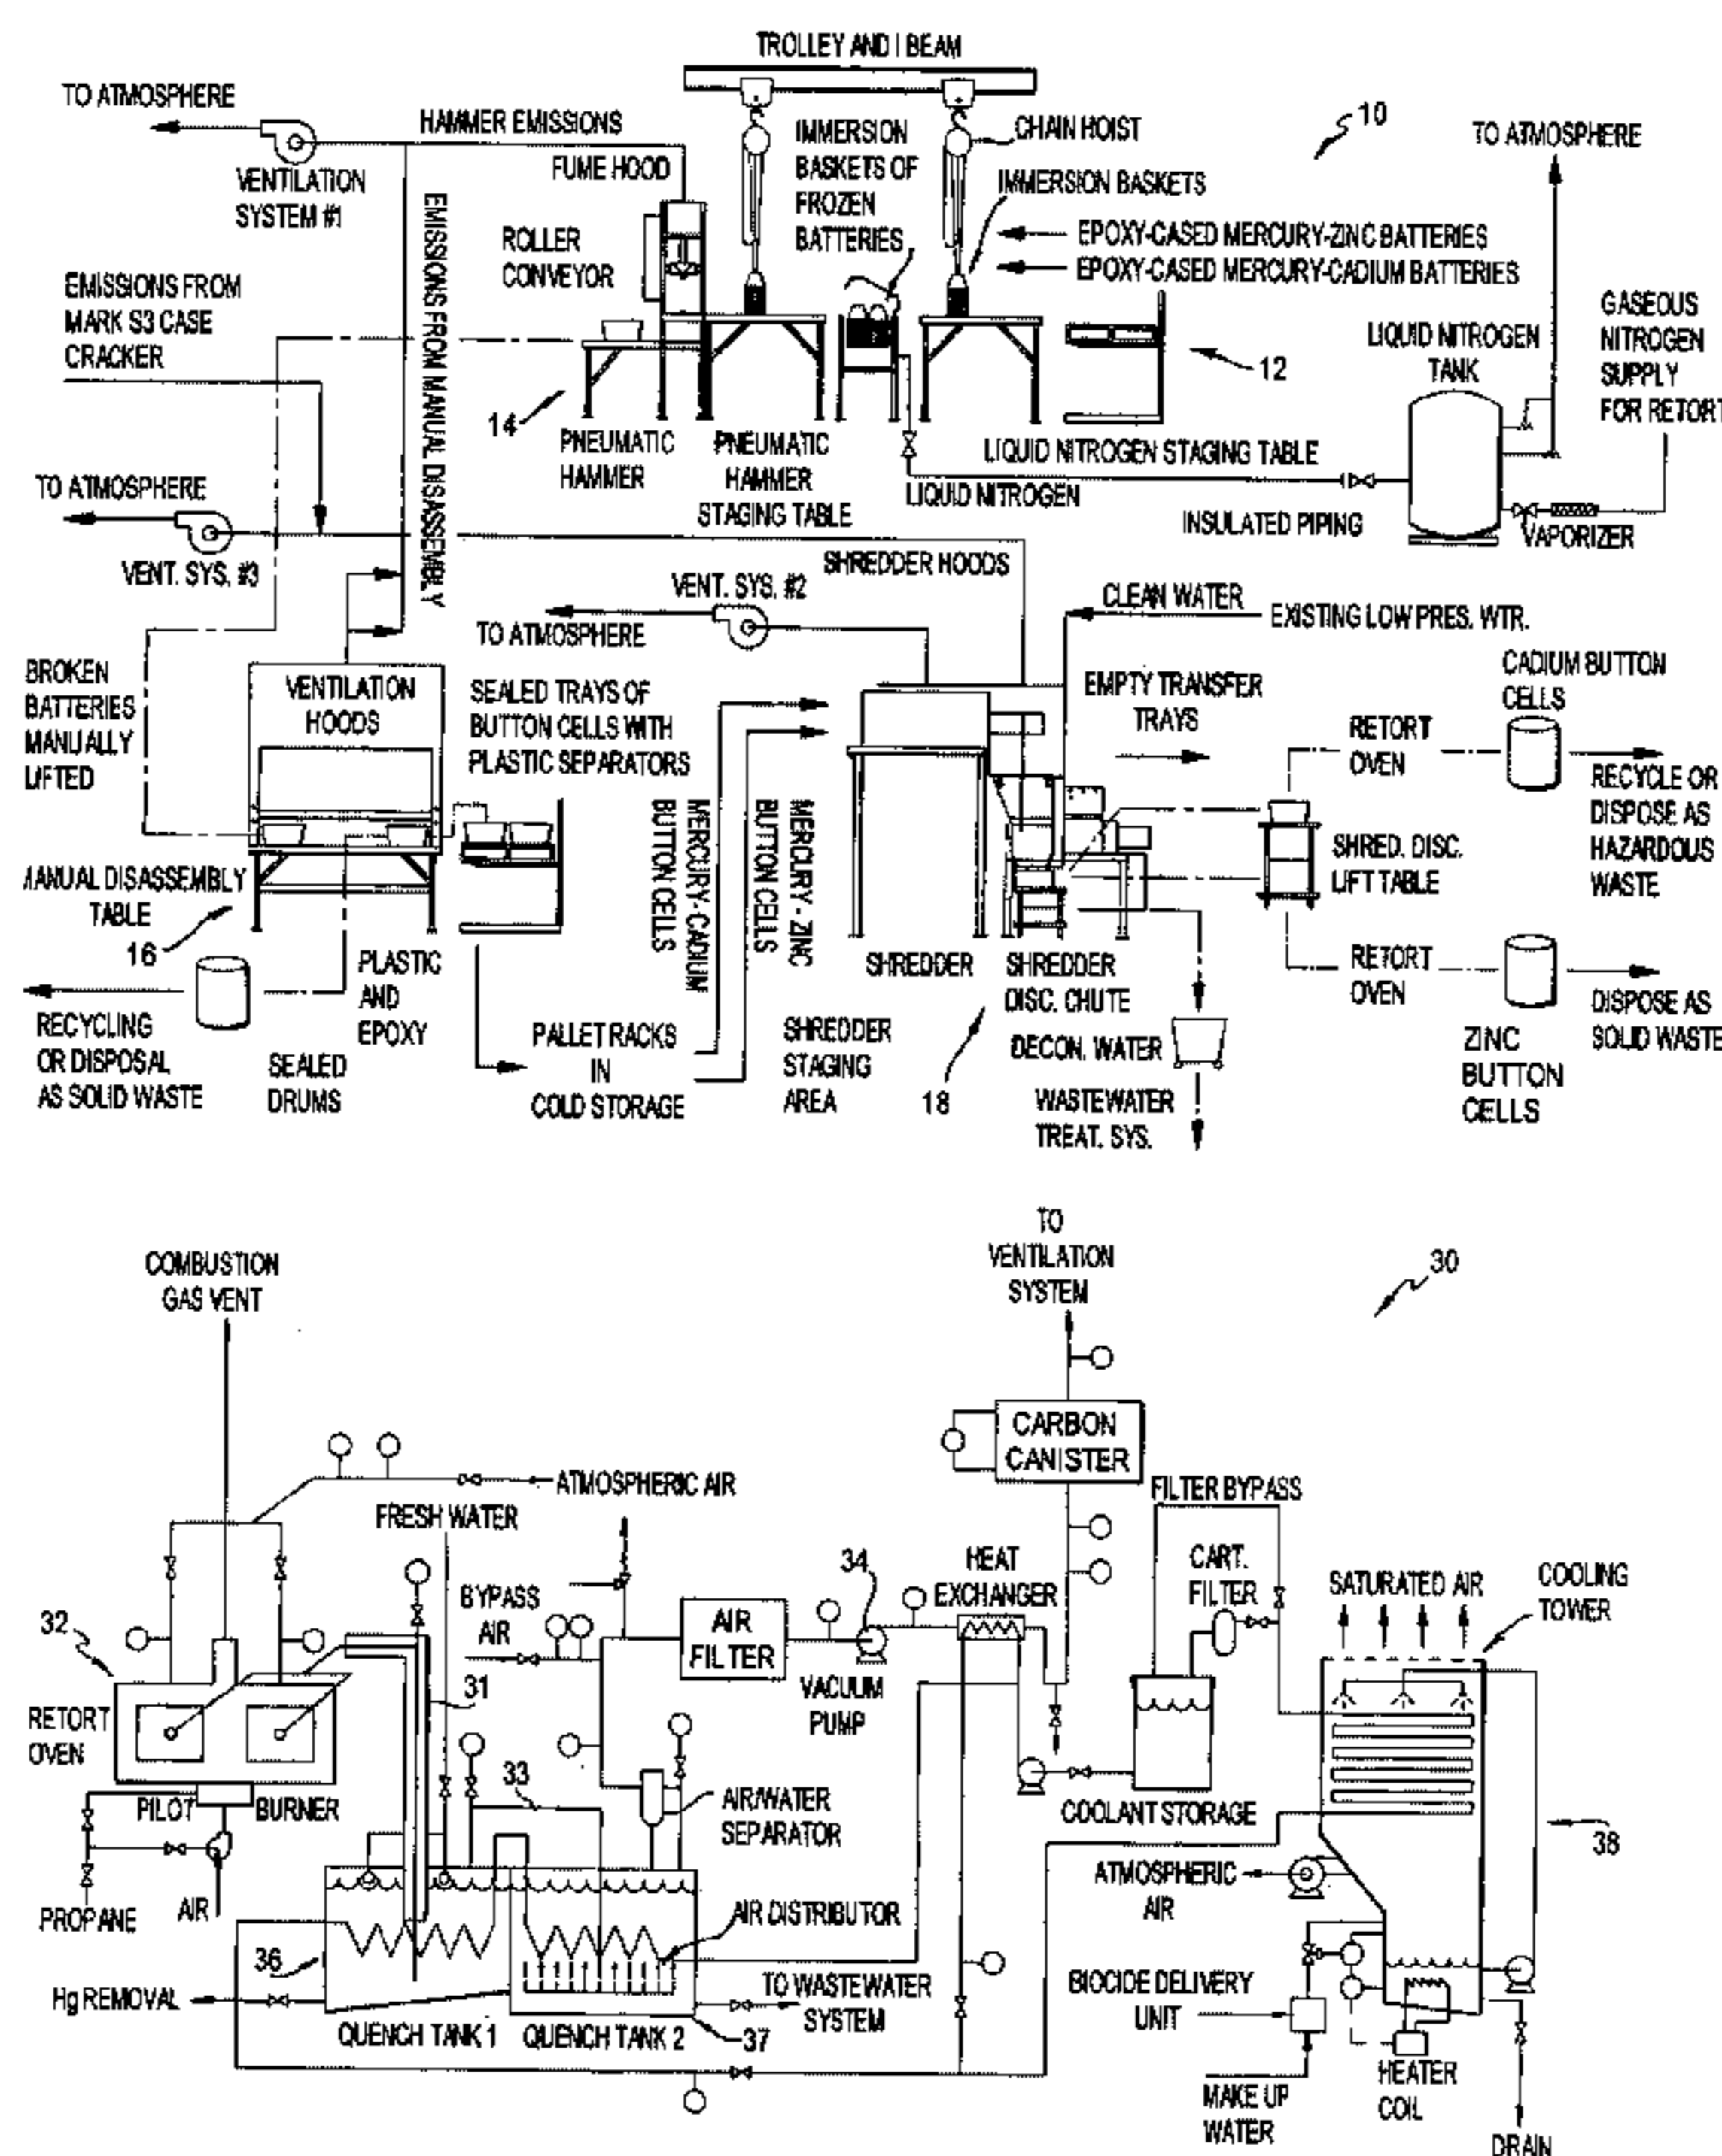 TROLLEY AND I BEAM
TO ATMOSPHERE
HAMMER EMISSIONS
FUME HOOD
VENTILATION
SYSTEM #1
IMMERSION
BASKETS OF
FROZEN
BATTERIES
CHAIN HOIST
IMMERSION BASKETS
10
TO ATMOSPHERE
ROLLER
CONVEYOR
EPOXY-CASED MERCURY-ZINC BATTERIES
EPOXY-CASED MERCURY-CADIUM BATTERIES
EMISSIONS FROM
MARK S3 CASE
CRACKER
EMISSIONS FROM MANUAL DISASSEMBLY
GASEOUS
NITROGEN
SUPPLY
FOR RETORT
LIQUID NITROGEN
TANK
12
14
PNEUMATIC
HAMMER
PNEUMATIC
HAMMER
STAGING TABLE
LIQUID NITROGEN STAGING TABLE
LIQUID NITROGEN
INSULATED PIPING
VAPORIZER
TO ATMOSPHERE
VENT. SYS. #3
SHREDDER HOODS
VENT. SYS. #2
TO ATMOSPHERE
CLEAN WATER
EXISTING LOW PRES. WTR.
BROKEN
BATTERIES
MANUALLY
LIFTED
VENTILATION
HOODS
SEALED TRAYS OF
BUTTON CELLS WITH
PLASTIC SEPARATORS
EMPTY TRANSFER
TRAYS
CADIUM BUTTON
CELLS
RETORT
OVEN
RECYCLE OR
DISPOSE AS
HAZARDOUS
WASTE
MERCURY-CADIUM
BUTTON CELLS
MERCURY - ZINC
BUTTON CELLS
SHRED. DISC.
LIFT TABLE
MANUAL DISASSEMBLY
TABLE
16
PLASTIC
AND
EPOXY
SHREDDER
SHREDDER
DISC. CHUTE
RETORT
OVEN
DISPOSE AS
SOLID WASTE
RECYCLING
OR DISPOSAL
AS SOLID WASTE
SEALED
DRUMS
PALLET RACKS
IN
COLD STORAGE
SHREDDER
STAGING
AREA
18
DECON. WATER
WASTEWATER
TREAT. SYS.
ZINC
BUTTON
CELLS
COMBUSTION
GAS VENT
TO
VENTILATION
SYSTEM
30
CARBON
CANISTER
ATMOSPHERIC AIR
FRESH WATER
FILTER BYPASS
32
BYPASS
AIR
AIR
FILTER
34
HEAT
EXCHANGER
CART.
FILTER
SATURATED AIR
COOLING
TOWER
31
VACUUM
PUMP
RETORT
OVEN
PILOT
BURNER
33
AIR/WATER
SEPARATOR
COOLANT STORAGE
38
PROPANE
AIR
AIR DISTRIBUTOR
ATMOSPHERIC
AIR
36
Hg REMOVAL
TO WASTEWATER
SYSTEM
BIOCIDE DELIVERY
UNIT
QUENCH TANK 1
QUENCH TANK 2
37
HEATER
COIL
MAKE UP
WATER
DRAIN